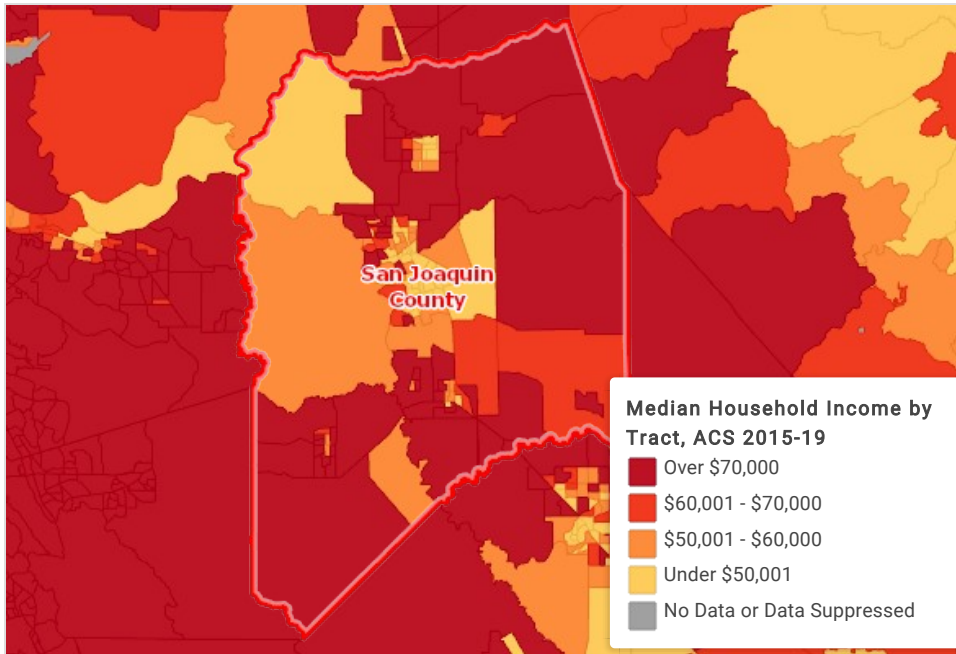 San Joaquin
County
Median Household Income by
Tract, ACS 2015-19
Over $70,000
$60,001 - $70,000
$50,001 - $60,000
Under $50,001
No Data or Data Suppressed